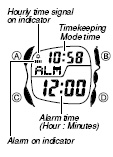 Hourly time signal
on indicator
Timekeeping
Mode time
A
B
10:58
ALM
12:00
C
D
Alarm time
(Hour : Minutes)
Alarm on indicator